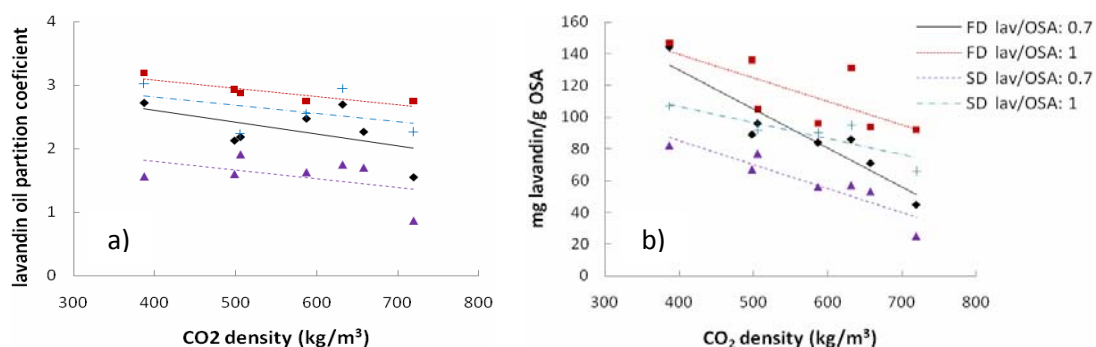 4
3
2
1
0
lavandin oil partition coeficient
a)
300 400 500 600 700 800
CO2 density (kg/m³)
160
140
120
100
80
60
40
20
0
mg lavandin/g OSA
b)
300 400 500 600 700 800
CO₂ density (kg/m³)
FD lav/OSA: 0.7
FD lav/OSA: 1
SD lav/OSA: 0.7
SD lav/OSA: 1